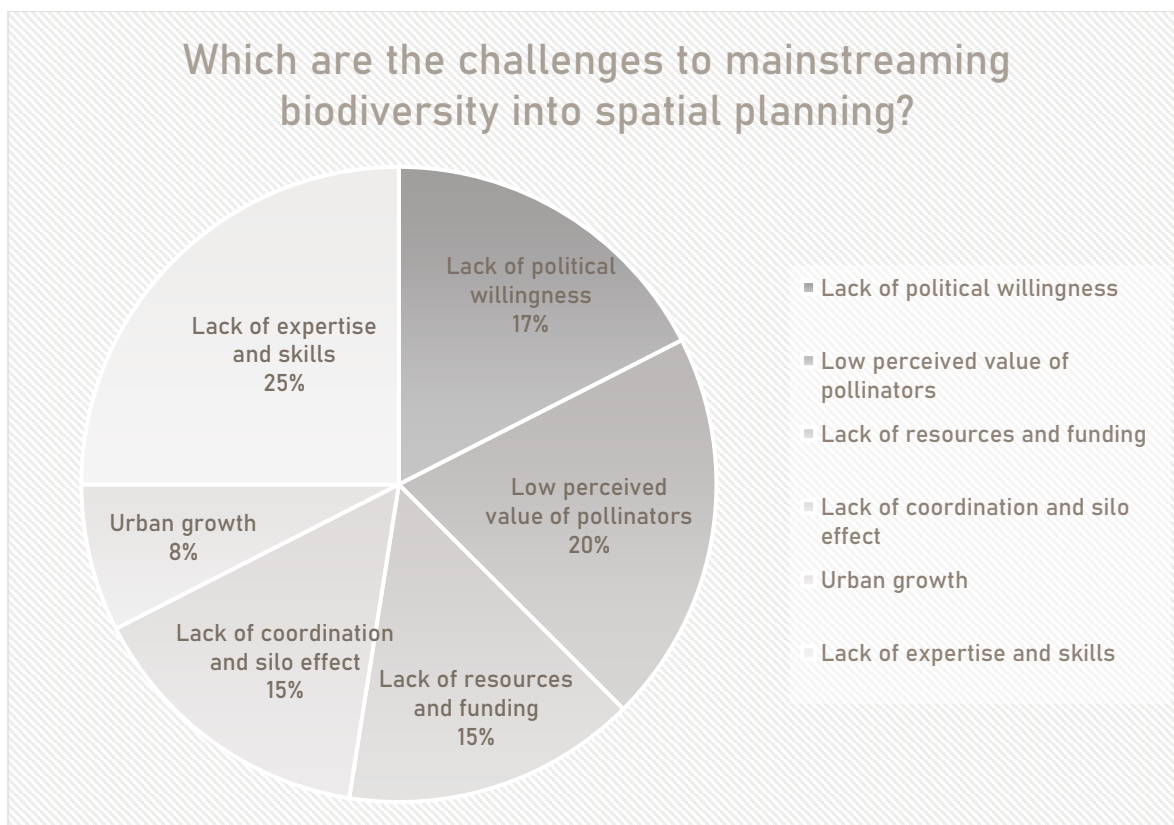 Which are the challenges to mainstreaming
biodiversity into spatial planning?
Lack of political
willingness
17%
Low perceived
value of pollinators
20%
Lack of resources
and funding
15%
Lack of coordination
and silo effect
15%
Urban growth
8%
Lack of expertise
and skills
25%
Lack of political willingness
Low perceived value of
pollinators
Lack of resources and funding
Lack of coordination and silo
effect
Urban growth
Lack of expertise and skills